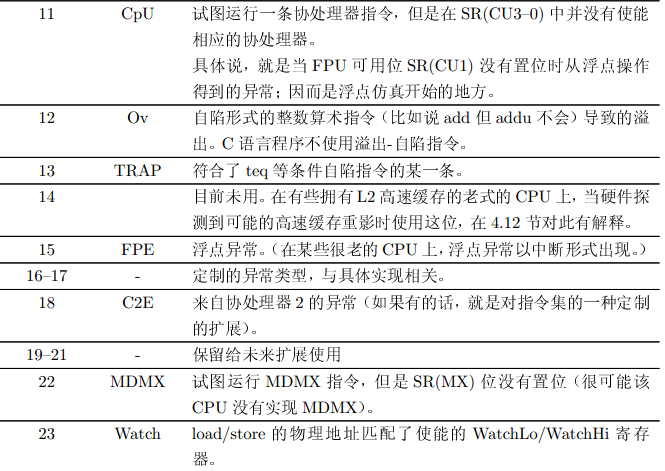 11 CpU 试图运行一条协处理器指令，但是在 SR(CU3–0) 中并没有使能
相应的协处理器。
具体说，就是当 FPU 可用位 SR(CU1) 没有置位时从浮点操作
得到的异常；因而是浮点仿真开始的地方。
12 Ov 自陷形式的整数算术指令（比如说 add 但 addu 不会）导致的溢
出。C 语言程序不使用溢出-自陷指令。
13 TRAP 符合了 teq 等条件自陷指令的某一条。
14 目前未用。在有些拥有 L2 高速缓存的老式的 CPU 上，当硬件
探测到可能的高速缓存重影时使用这位，在 4.12 节对此有解释。
15 FPE 浮点异常。（在某些很老的 CPU 上，浮点异常以中断形式出现。）
16–17 - 定制的异常类型，与具体实现相关。
18 C2E 来自协处理器 2 的异常（如果有的话，就是对指令集的一种定制
的扩展）。
19–21 - 保留给未来扩展使用
22 MDMX 试图运行 MDMX 指令，但是 SR(MX) 位没有置位（很可能该
CPU 没有实现 MDMX）。
23 Watch load/store 的物理地址匹配了使能的 WatchLo/WatchHi 寄存
器。